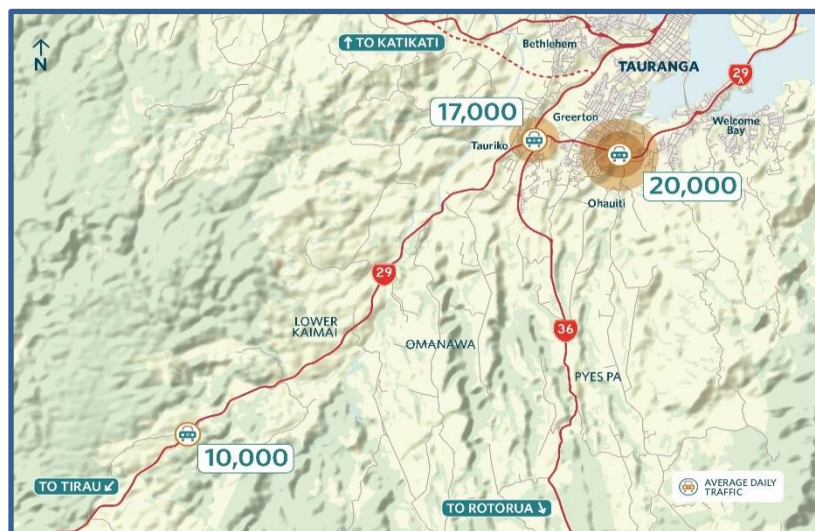 N
↑ TO KATIKATI
Bethlehem
TAURANGA
29
A
17,000
Greerton
Welcome
Bay
Tauriko
20,000
Ohauiti
29
LOWER
KAIMAI
OMANAWA
36
PYES PA
10,000
TO TIRAU ↙
TO ROTORUA ↘
AVERAGE DAILY
TRAFFIC